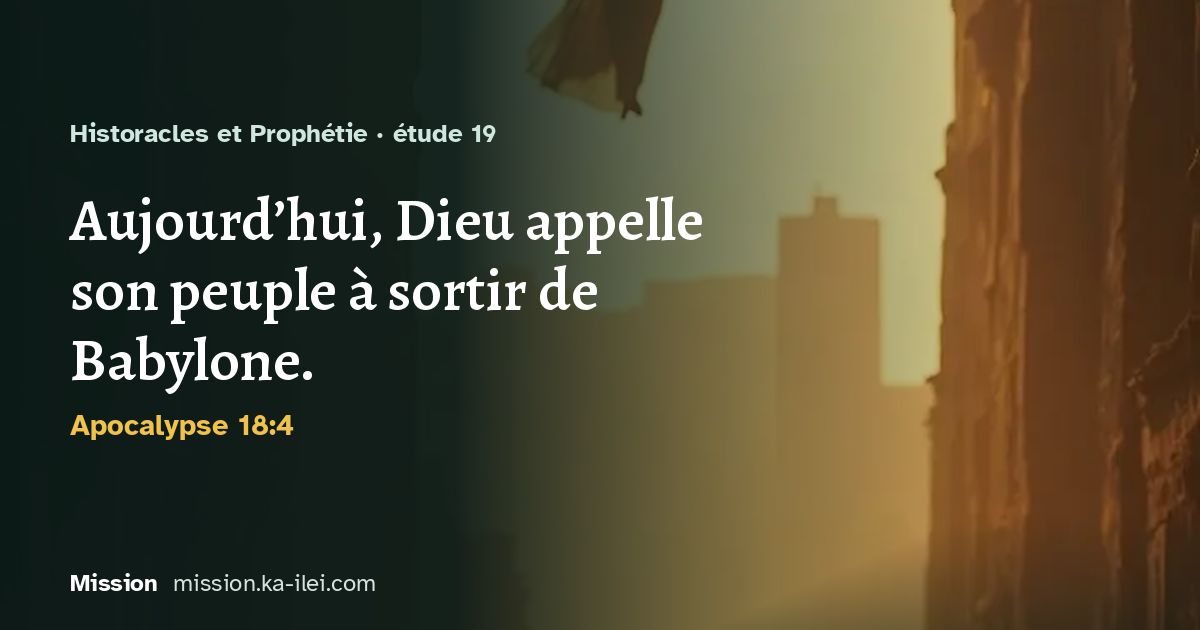 Historacles et Prophétie · étude 19
Aujourd’hui, Dieu appelle
son peuple à sortir de
Babylone.
Apocalypse 18:4
Mission mission.ka-ilei.com